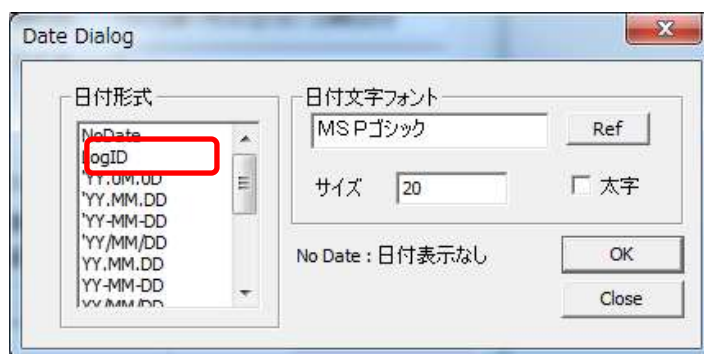 Date Dialog
日付形式
NoDate
LogID
'YY.0M.0D
'YY.MM.DD
'YY-MM-DD
'YY/MM/DD
YY.MM.DD
YY-MM-DD
YY/MM/DD
日付文字フォント
MS Pゴシック
Ref
サイズ
20
太字
No Date : 日付表示なし
OK
Close